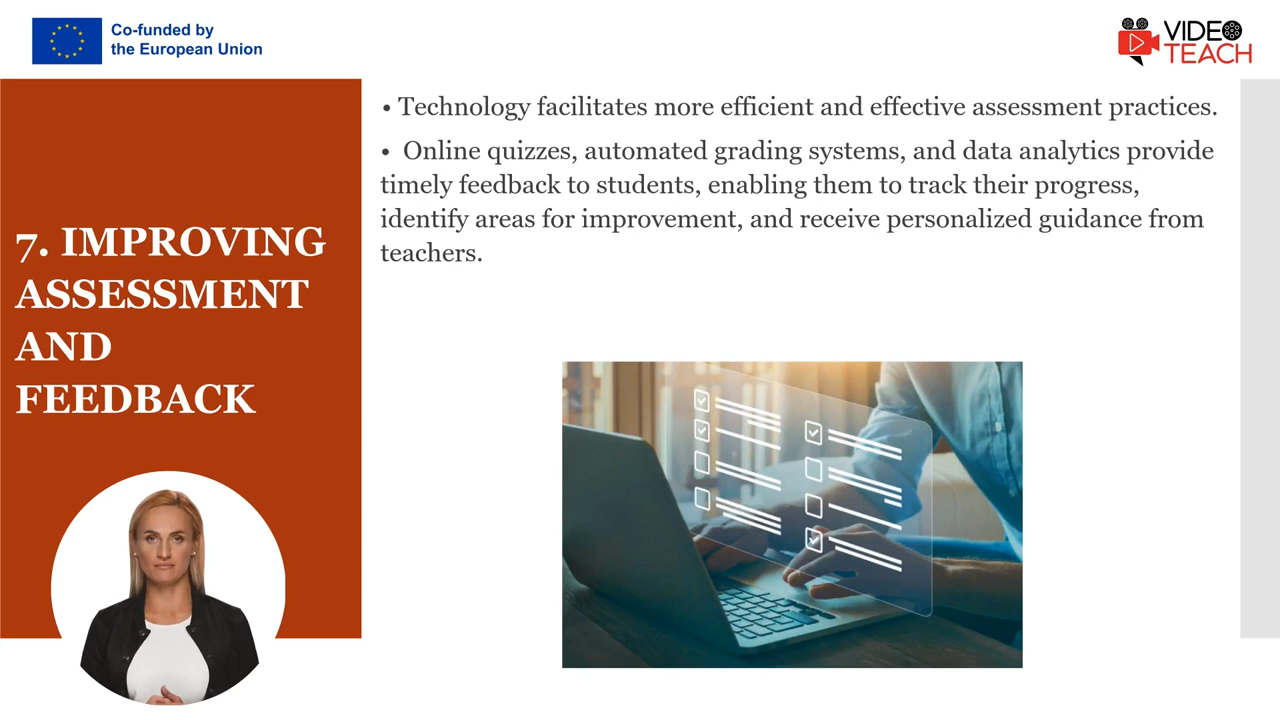 Co-funded by
the European Union
VIDEO
TEACH
7. IMPROVING
ASSESSMENT
AND
FEEDBACK
• Technology facilitates more efficient and effective assessment practices.
• Online quizzes, automated grading systems, and data analytics provide
timely feedback to students, enabling them to track their progress,
identify areas for improvement, and receive personalized guidance from
teachers.